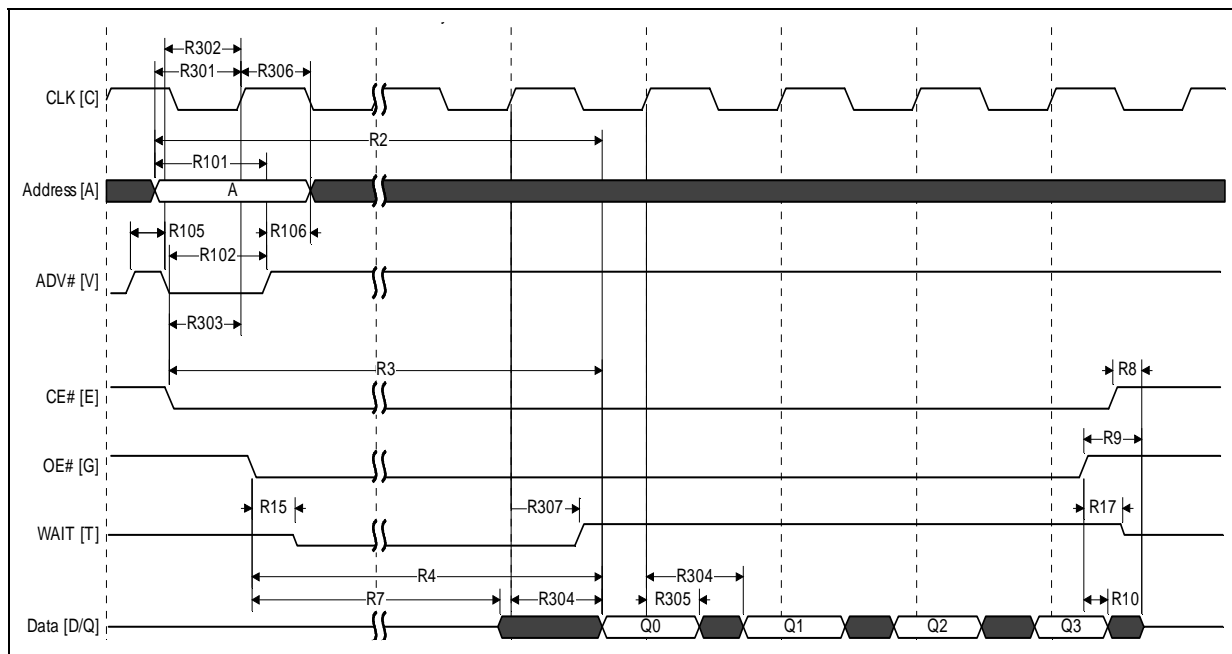 R302
R301
R306
CLK [C]
R2
R101
Address [A]
A
R105
R106
R102
ADV# [V]
R303
R3
R8
CE# [E]
R9
OE# [G]
R15
R307
R17
WAIT [T]
R4
R304
R7
R304
R305
R10
Data [D/Q]
Q0
Q1
Q2
Q3